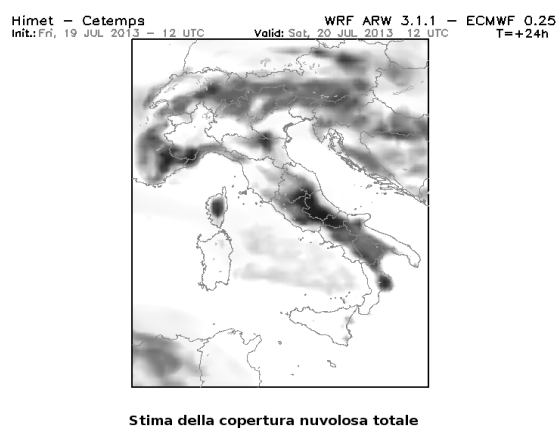 Himet – Cetemps WRF ARW 3.1.1 – ECMWF 0.25
Init.: Fri, 19 JUL 2013 – 12 UTC Valid: Sat, 20 JUL 2013 12 UTC T=+24h
Stima della copertura nuvolosa totale